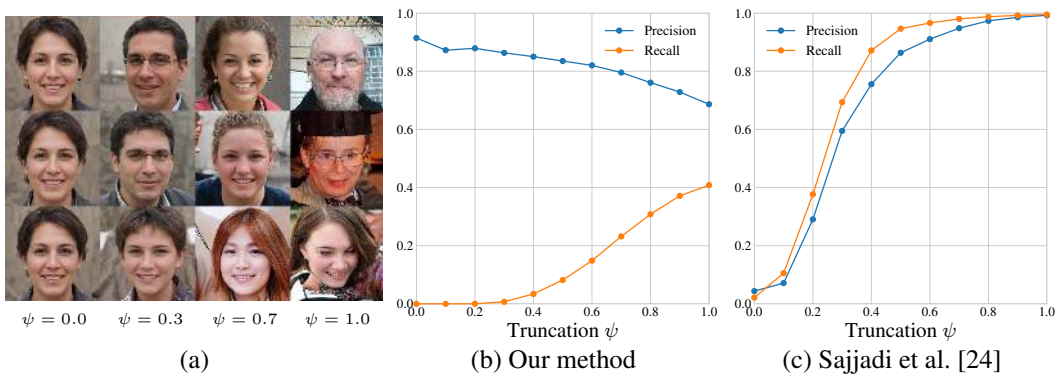 ψ = 0.0 ψ = 0.3 ψ = 0.7 ψ = 1.0
(a)
1.0
0.8
0.6
0.4
0.2
0.0
Precision
Recall
0.0 0.2 0.4 0.6 0.8 1.0
Truncation ψ
(b) Our method
1.0
0.8
0.6
0.4
0.2
0.0
Precision
Recall
0.0 0.2 0.4 0.6 0.8 1.0
Truncation ψ
(c) Sajjadi et al. [24]